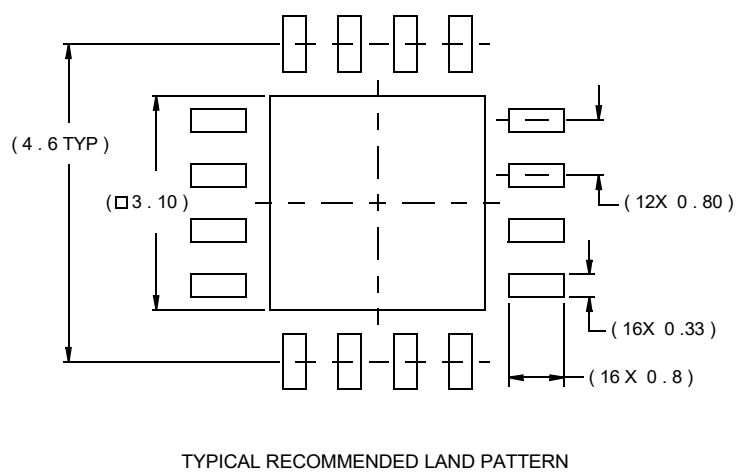 ( 4 . 6 TYP )
( □ 3 . 10 )
( 12X 0 . 80 )
( 16X 0 .33 )
( 16 X 0 . 8 )
TYPICAL RECOMMENDED LAND PATTERN